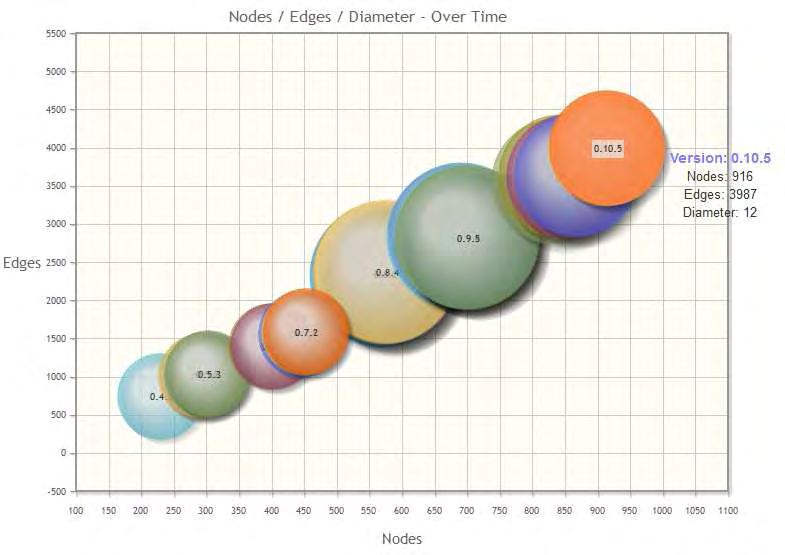 Nodes / Edges / Diameter - Over Time
5500
5000
4500
4000
3500
3000
2500
2000
1500
1000
500
0
-500
Edges
0.4.
0.5.3
0.7.2
0.8.4
0.9.5
0.10.5
Version: 0.10.5
Nodes: 916
Edges: 3987
Diameter: 12
100 150 200 250 300 350 400 450 500 550 600 650 700 750 800 850 900 950 1000 1050 1100
Nodes